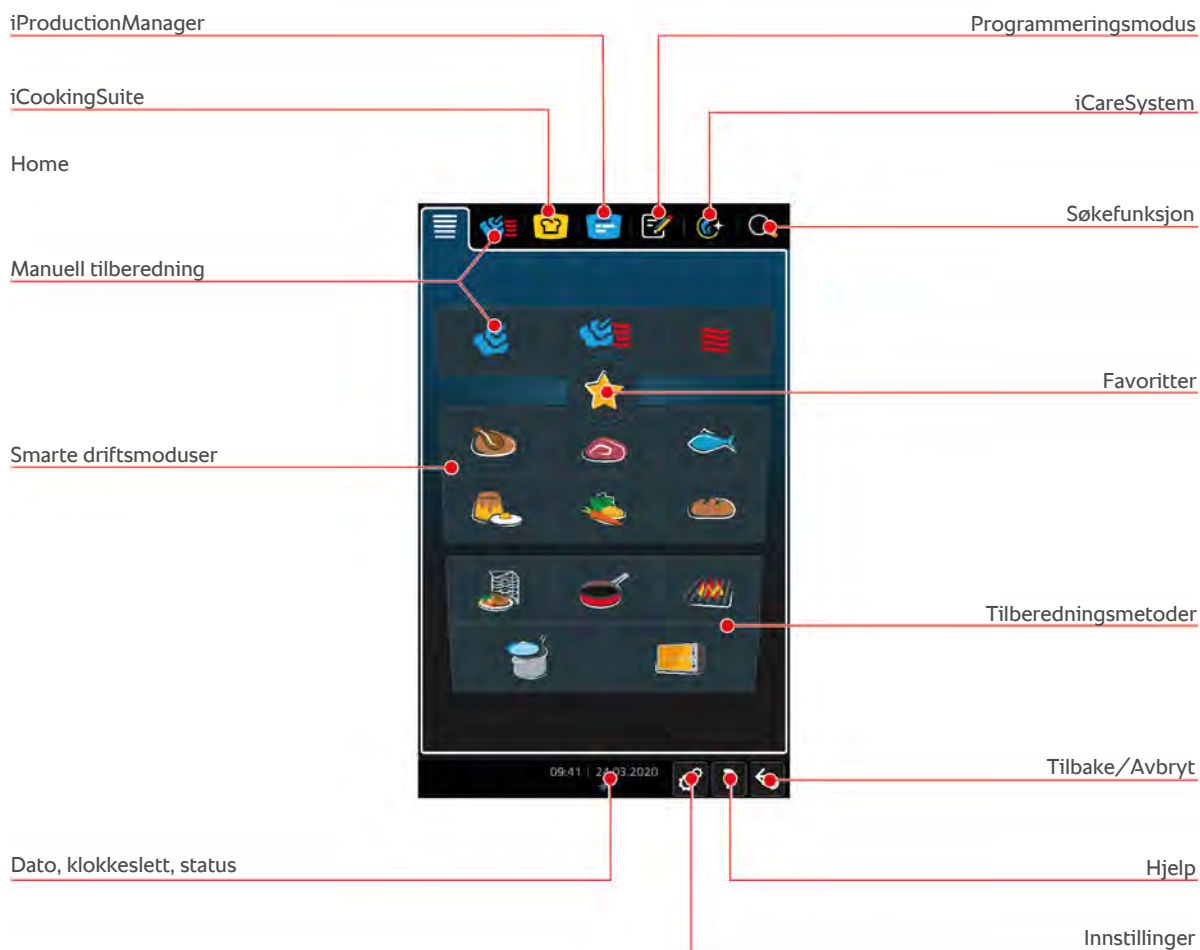 iProductionManager
Programmeringsmodus
iCookingSuite
iCareSystem
Home
Søkefunksjon
Manuell tilberedning
Favoritter
Smarte driftsmoduser
Tilberedningsmetoder
09:41 | 24.03.2020
Tilbake/Avbryt
Dato, klokkeslett, status
Hjelp
Innstillinger